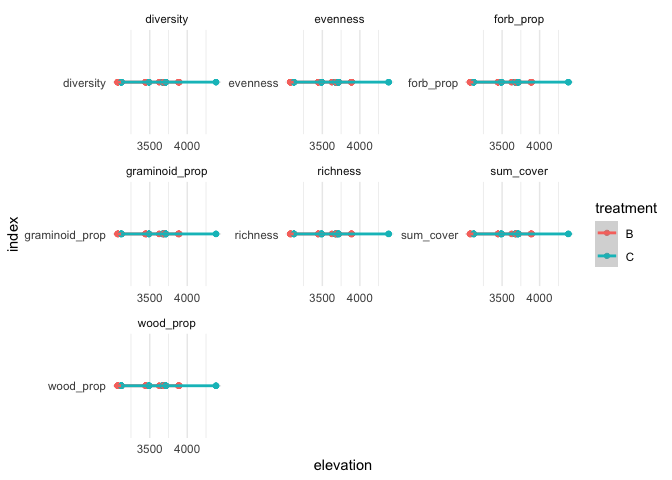 diversity evenness forb_prop
diversity evenness forb_prop
3500 4000 3500 4000 3500 4000
graminoid_prop richness sum_cover
graminoid_prop richness sum_cover
3500 4000 3500 4000 3500 4000
wood_prop
wood_prop
3500 4000
elevation
index
treatment
B
C